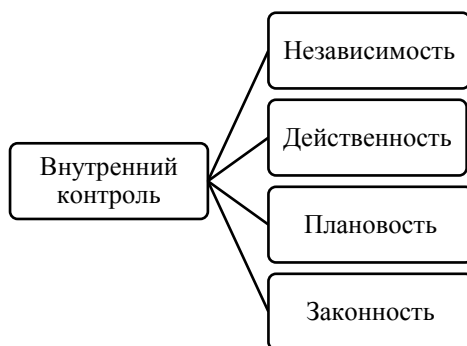 Независимость
Действенность
Внутренний
контроль
Плановость
Законность